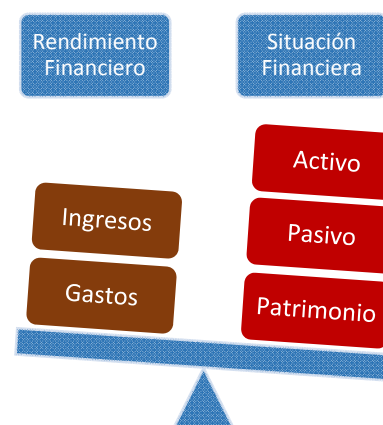 Rendimiento
Financiero
Situación
Financiera
Activo
Ingresos
Pasivo
Gastos
Patrimonio